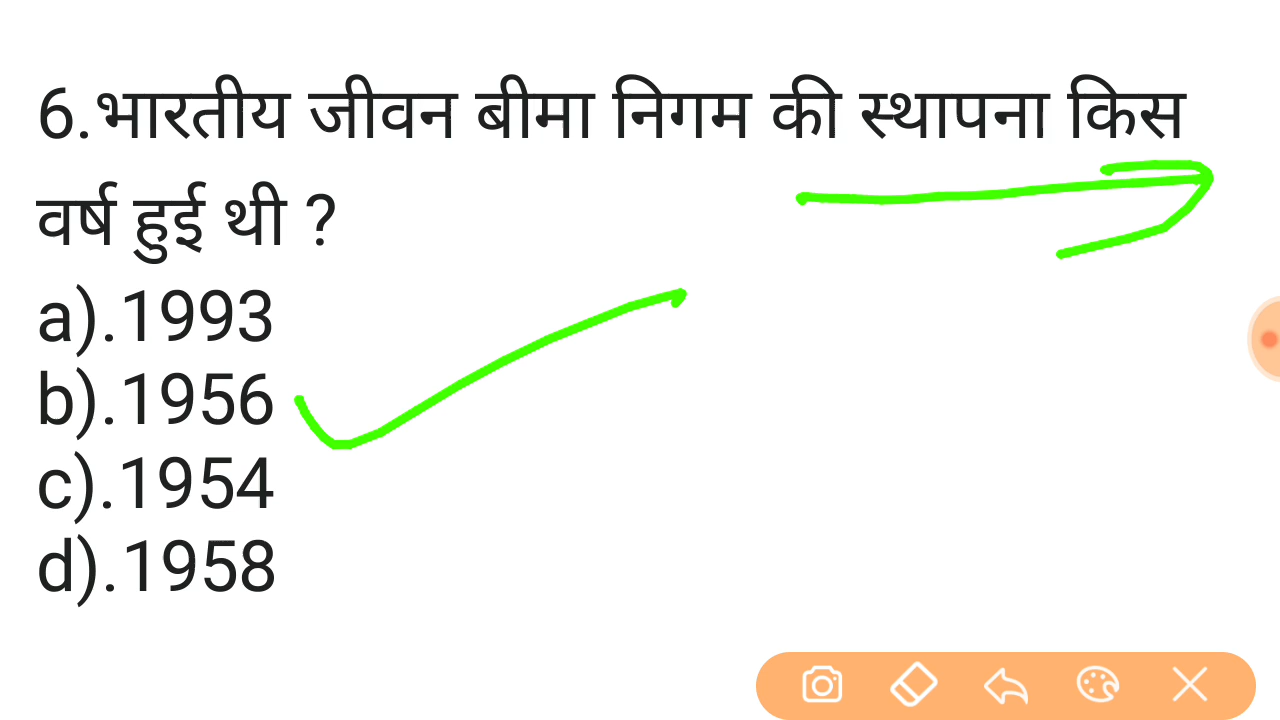 6.भारतीय जीवन बीमा निगम की स्थापना किस
वर्ष हुई थी ?
a).1993
b).1956
c).1954
d).1958